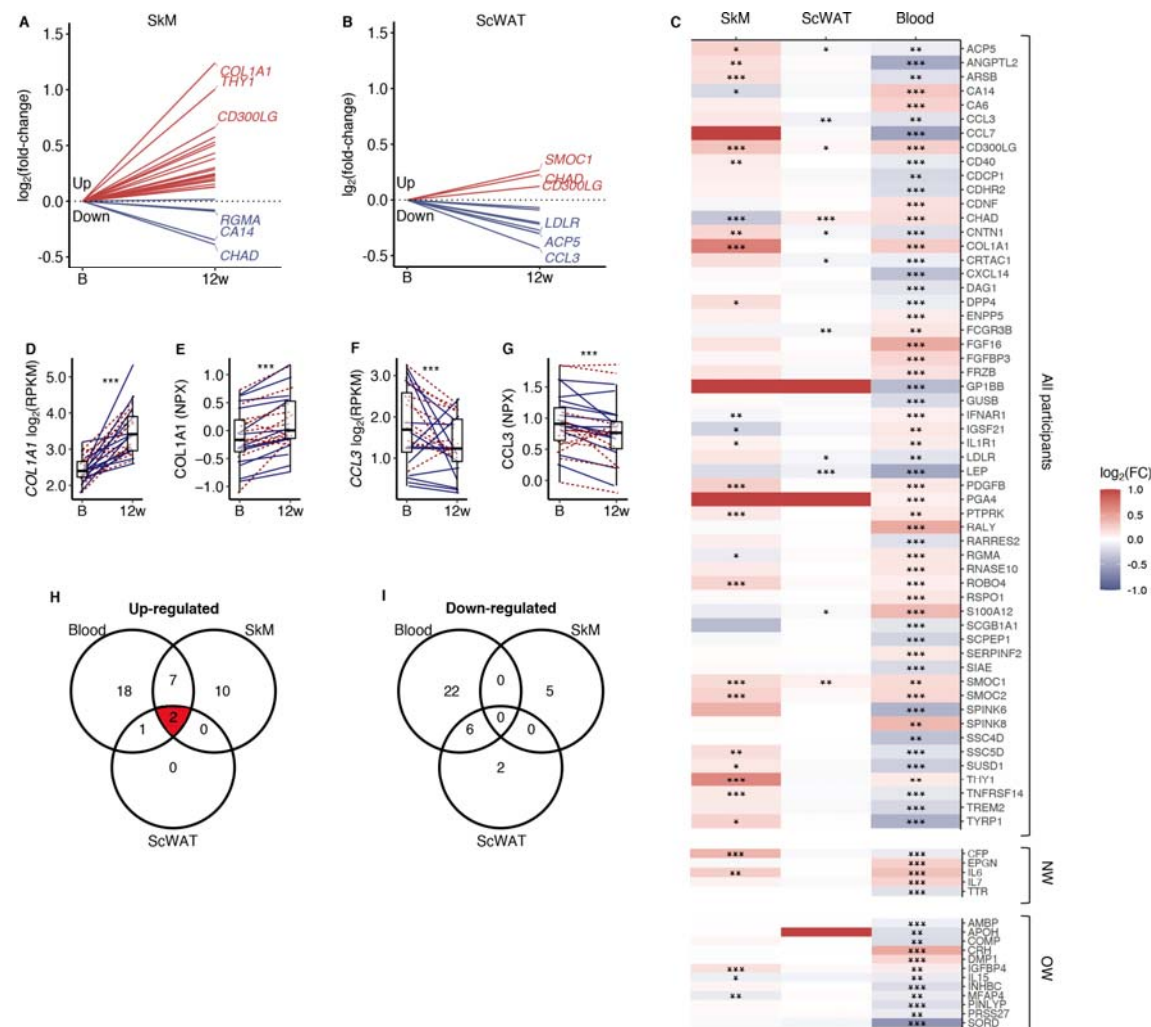 A
SkM
log2(fold-change)
1.5
1.0
0.5
0.0
-0.5
Up
Down
COL1A1
THY1
CD300LG
RGMA
CA14
CHAD
B
12w
B
ScWAT
log2(fold-change)
1.5
1.0
0.5
0.0
-0.5
Up
Down
SMOC1
CHAD
CD300LG
LDLR
ACP5
CCL3
B
12w
C
SkM ScWAT Blood
* * ** ACP5
** *** ANGPTL2
*** ** ARSB
* *** CA14
*** CA6
** ** CCL3
*** CCL7
*** * *** CD300LG
** *** CD40
** CDCP1
*** CDHR2
*** CDNF
*** *** *** CHAD
** * *** CNTN1
*** *** COL1A1
* *** CRTAC1
*** CXCL14
*** DAG1
* *** DPP4
*** ENPP5
** ** FCGR3B
*** FGF16
*** FGFBP3
*** FRZB
*** GP1BB
*** GUSB
** *** IFNAR1
* ** IGSF21
* *** IL1R1
* ** LDLR
*** *** LEP
*** *** PDGFB
*** PGA4
*** ** PTPRK
*** RALY
*** RARRES2
* *** RGMA
*** RNASE10
*** *** ROBO4
*** RSPO1
* *** S100A12
*** SCGB1A1
*** SCPEP1
*** SERPINF2
*** SIAE
*** ** ** SMOC1
*** *** SMOC2
*** SPINK6
** SPINK8
** SSC4D
** *** SSC5D
* *** SUSD1
*** ** THY1
*** *** TNFRSF14
*** TREM2
* *** TYRP1
All participants
*** *** CFP
*** EPGN
** *** IL6
*** IL7
*** TTR
NW
*** AMBP
** APOH
** COMP
*** CRH
*** DMP1
*** ** IGFBP4
* ** IL15
*** INHBC
** ** MFAP4
*** PINLYP
** PRSS27
*** SORD
OW
log2(FC)
1.0
0.5
0.0
-0.5
-1.0
D
COL1A1 log2(RPKM)
5.0
4.0
3.0
2.0
***
B 12w
E
COL1A1 (NPX)
1.0
0.5
0.0
−0.5
−1.0
***
B 12w
F
CCL3 log2(RPKM)
3.0
2.0
1.0
***
B 12w
G
CCL3 (NPX)
1.5
1.0
0.5
0.0
***
B 12w
H
Up-regulated
Blood
SkM
18
7
10
2
1
0
0
ScWAT
I
Down-regulated
Blood
SkM
22
0
5
0
6
0
2
ScWAT